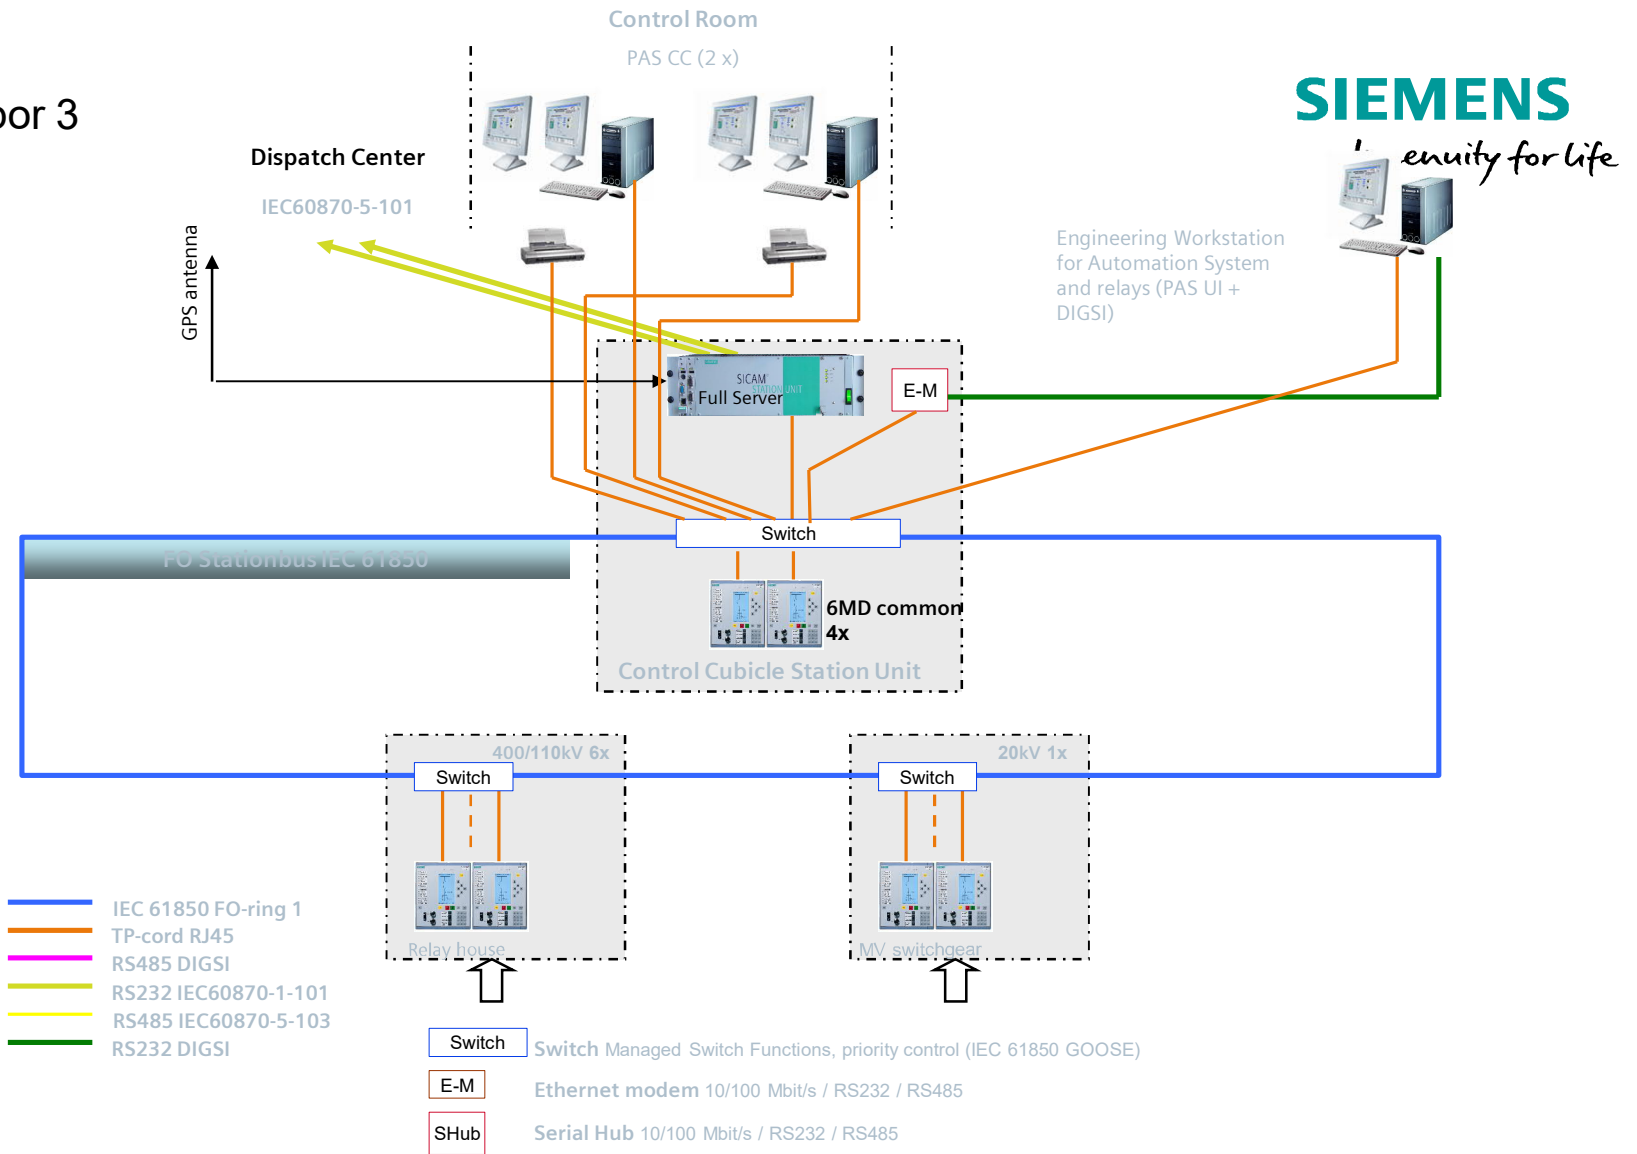 Control Room
PAS CC (2 x)
oor 3
SIEMENS
enuity for life
Dispatch Center
IEC60870-5-101
GPS antenna
Engineering Workstation
for Automation System
and relays (PAS UI +
DIGSI)
SICAM
STATION UNIT
Full Server
E-M
Switch
FO Stationbus IEC 61850
6MD common
4x
Control Cubicle Station Unit
400/110kV 6x
Switch
Relay house
20kV 1x
Switch
MV switchgear
IEC 61850 FO-ring 1
TP-cord RJ45
RS485 DIGSI
RS232 IEC60870-1-101
RS485 IEC60870-5-103
RS232 DIGSI
Switch Switch Managed Switch Functions, priority control (IEC 61850 GOOSE)
E-M Ethernet modem 10/100 Mbit/s / RS232 / RS485
SHub Serial Hub 10/100 Mbit/s / RS232 / RS485